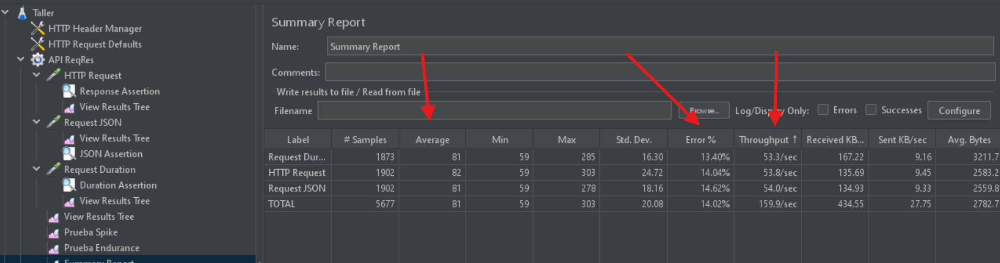 Taller
HTTP Header Manager
HTTP Request Defaults
API ReqRes
HTTP Request
Response Assertion
View Results Tree
Request JSON
View Results Tree
JSON Assertion
Request Duration
Duration Assertion
View Results Tree
View Results Tree
Prueba Spike
Prueba Endurance
Summary Report
Summary Report
Name: Summary Report
Comments:
Write results to file / Read from file
Filename Browse... Log/Display Only: Errors Successes Configure
Label # Samples Average Min Max Std. Dev. Error % Throughput ↑ Received KB... Sent KB/sec Avg. Bytes
Request Dur... 1873 81 59 285 16.30 13.40% 53.3/sec 167.22 9.16 3211.7
HTTP Request 1902 82 59 303 24.72 14.04% 53.8/sec 135.69 9.45 2583.2
Request JSON 1902 81 59 278 18.16 14.62% 54.0/sec 134.93 9.33 2559.8
TOTAL 5677 81 59 303 20.08 14.02% 159.9/sec 434.55 27.75 2782.7